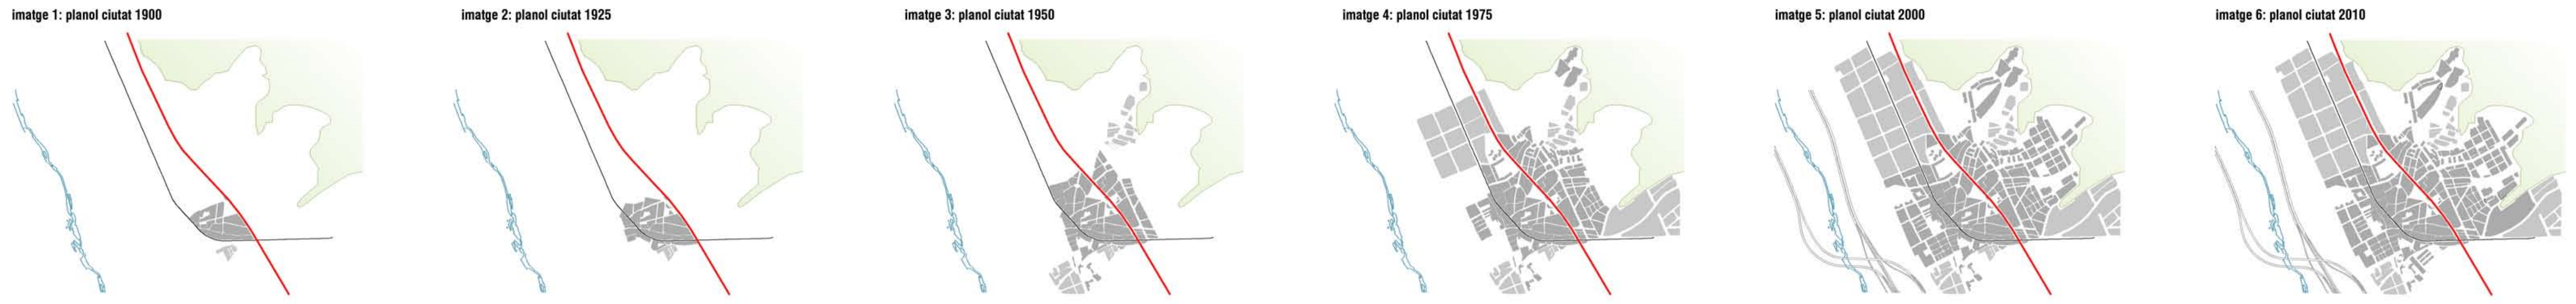 imatge 1: planol ciutat 1900
imatge 2: planol ciutat 1925
imatge 3: planol ciutat 1950
imatge 4: planol ciutat 1975
imatge 5: planol ciutat 2000
imatge 6: planol ciutat 2010